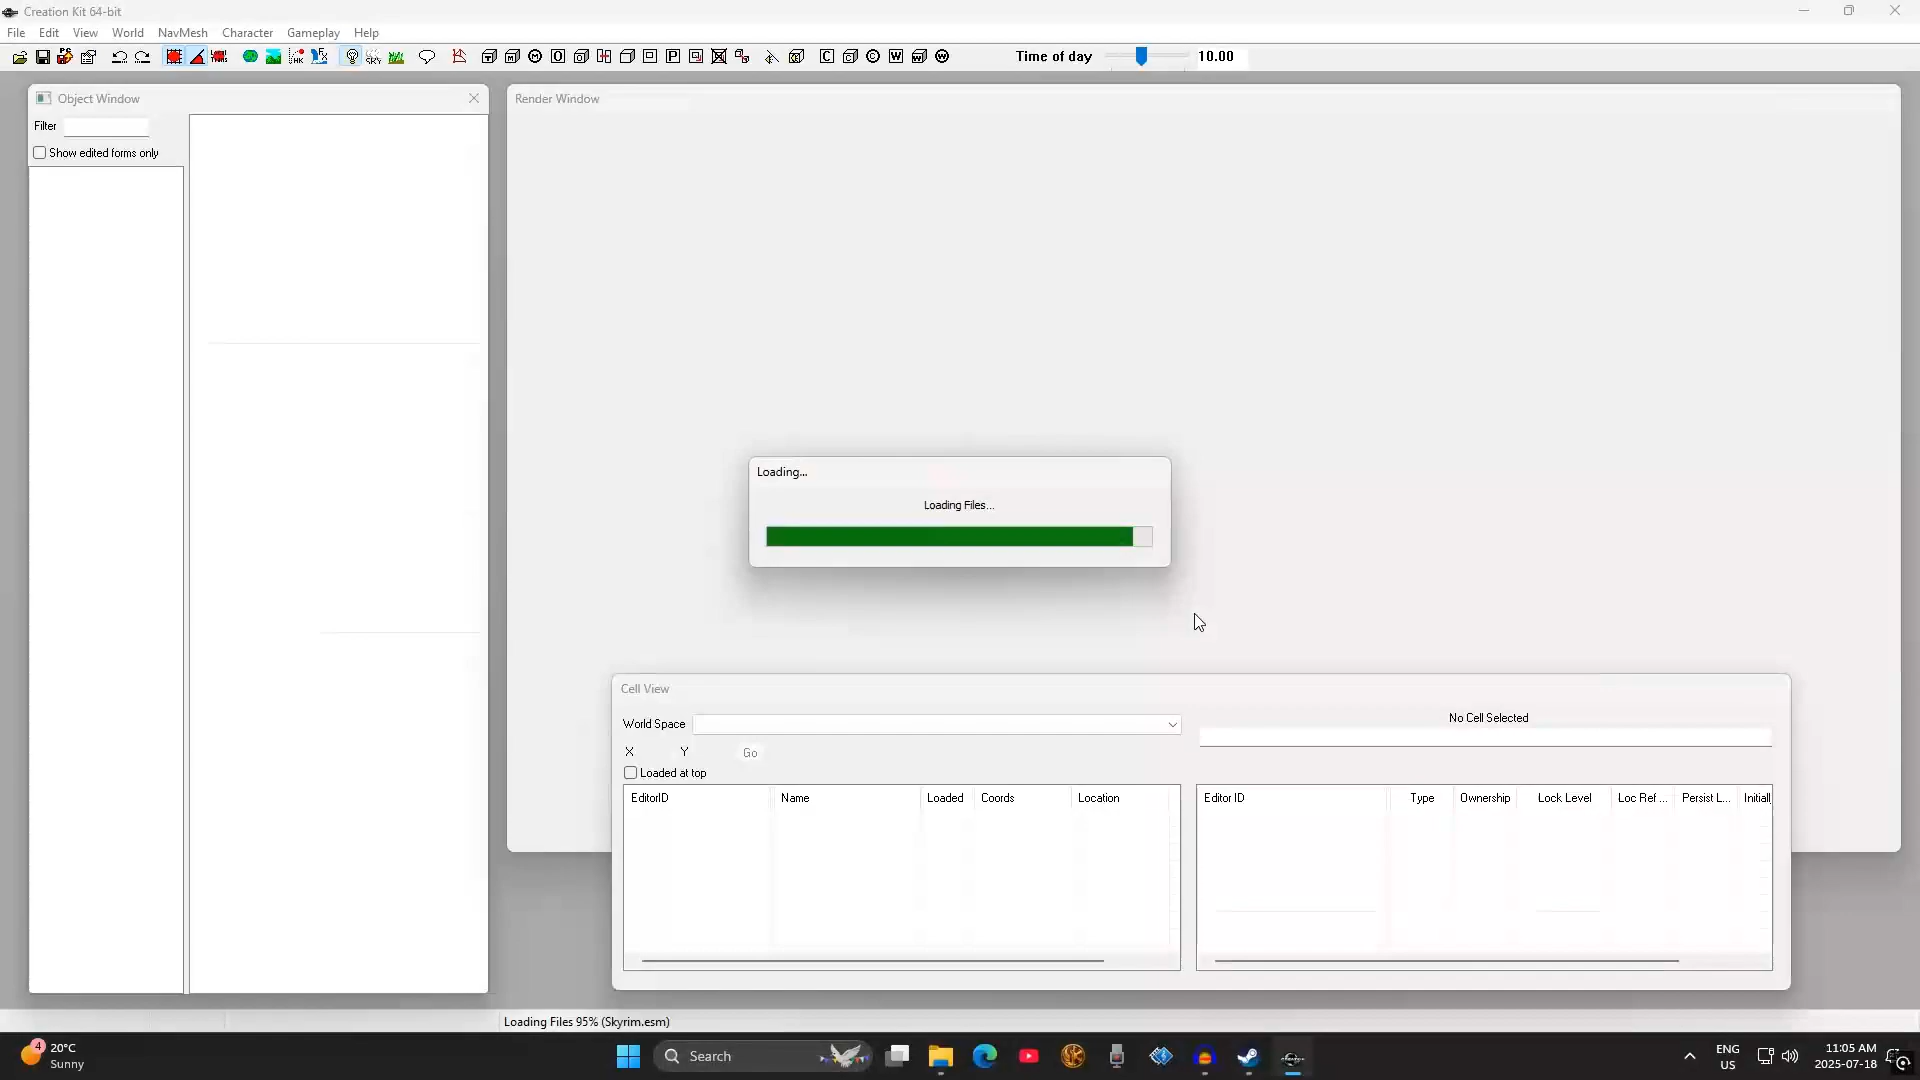 Creation Kit 64-bit
File Edit View World NavMesh Character Gameplay Help
Time of day 10.00
Object Window
Filter
Show edited forms only
Render Window
Loading...
Loading Files...
Cell View
World Space
No Cell Selected
X Y Go
Loaded at top
EditorID Name Loaded Coords Location
Editor ID Type Ownership Lock Level Loc Ref ... Persist L... Initiall
Loading Files 95% (Skyrim.esm)
4
20°C
Sunny
Search
ENG
US
11:05 AM
2025-07-18